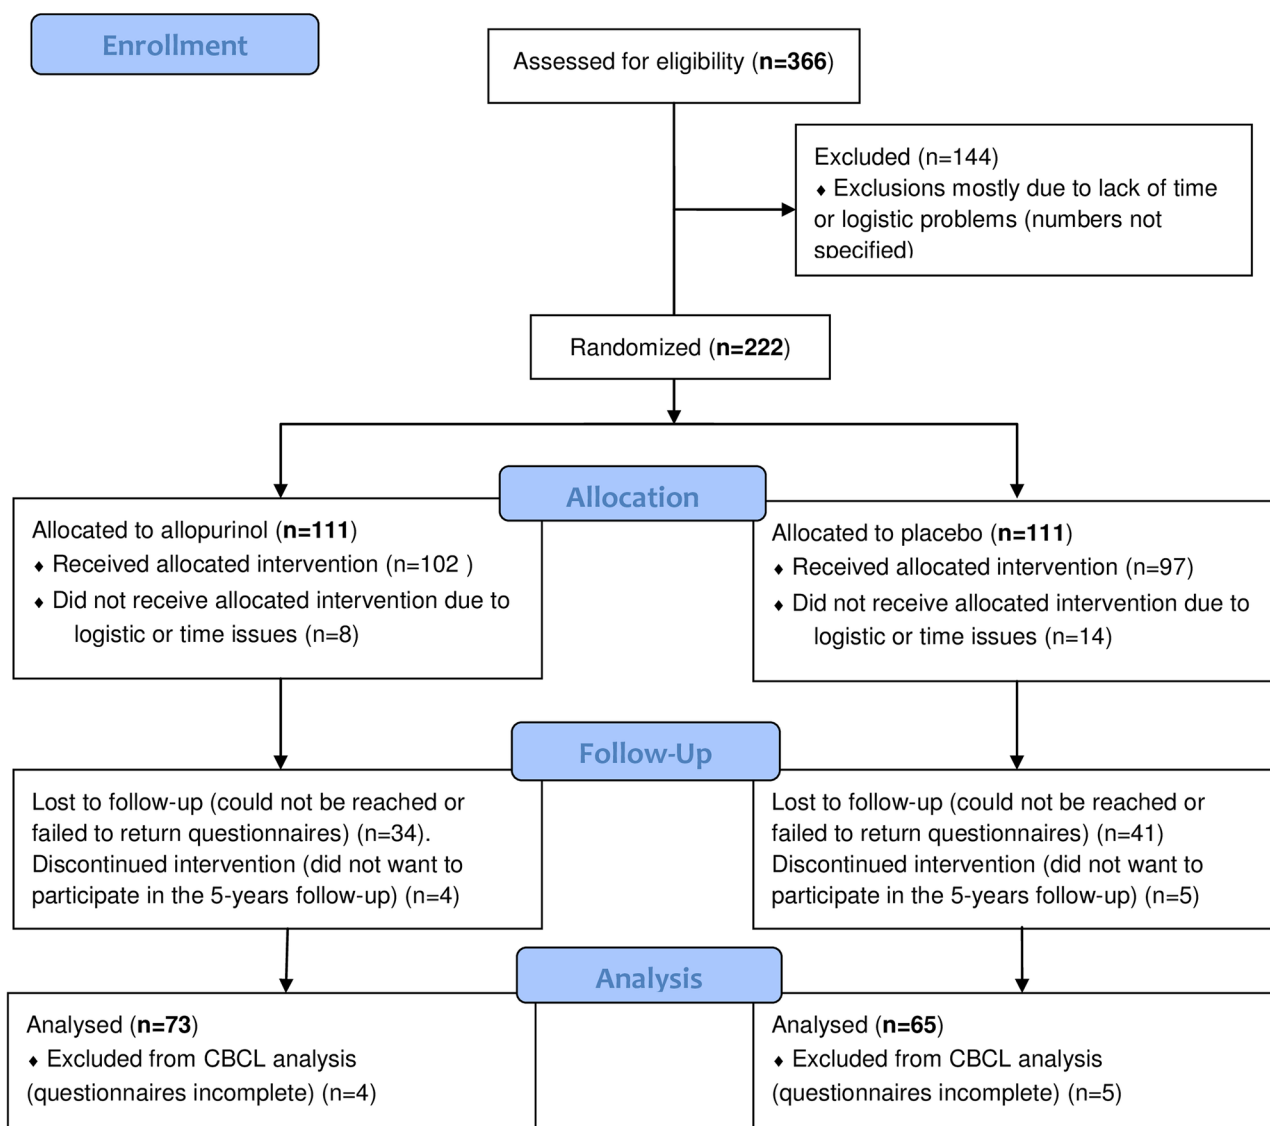 Enrollment
Assessed for eligibility (n=366)
Excluded (n=144)
♦ Exclusions mostly due to lack of time
or logistic problems (numbers not
specified)
Randomized (n=222)
Allocation
Allocated to allopurinol (n=111)
♦ Received allocated intervention (n=102 )
♦ Did not receive allocated intervention due to
logistic or time issues (n=8)
Allocated to placebo (n=111)
♦ Received allocated intervention (n=97)
♦ Did not receive allocated intervention due to
logistic or time issues (n=14)
Follow-Up
Lost to follow-up (could not be reached or
failed to return questionnaires) (n=34).
Discontinued intervention (did not want to
participate in the 5-years follow-up) (n=4)
Lost to follow-up (could not be reached or
failed to return questionnaires) (n=41)
Discontinued intervention (did not want to
participate in the 5-years follow-up) (n=5)
Analysis
Analysed (n=73)
♦ Excluded from CBCL analysis
(questionnaires incomplete) (n=4)
Analysed (n=65)
♦ Excluded from CBCL analysis
(questionnaires incomplete) (n=5)